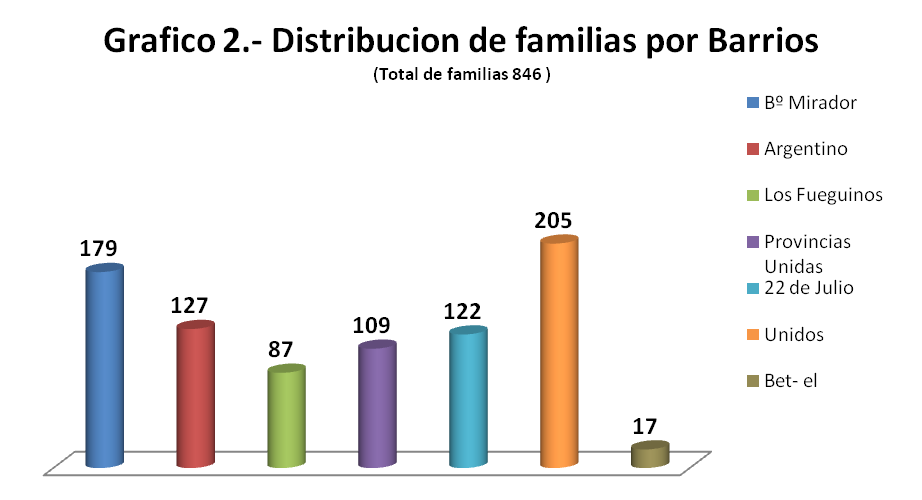 Grafico 2.- Distribucion de familias por Barrios
(Total de familias 846 )
179
127
87
109
122
205
17
Bº Mirador
Argentino
Los Fueguinos
Provincias
Unidas
22 de Julio
Unidos
Bet- el